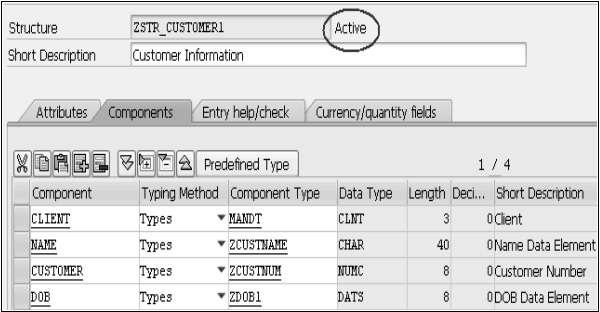 Structure ZSTR_CUSTOMER1 Active
Short Description Customer Information
Attributes Components Entry help/check Currency/quantity fields
Predefined Type 1 / 4
Component Typing Method Component Type Data Type Length Deci... Short Description
CLIENT Types MANDT CLNT 3 0 Client
NAME Types ZCUSTNAME CHAR 40 0 Name Data Element
CUSTOMER Types ZCUSTNUM NUMC 8 0 Customer Number
DOB Types ZDOB1 DATS 8 0 DOB Data Element